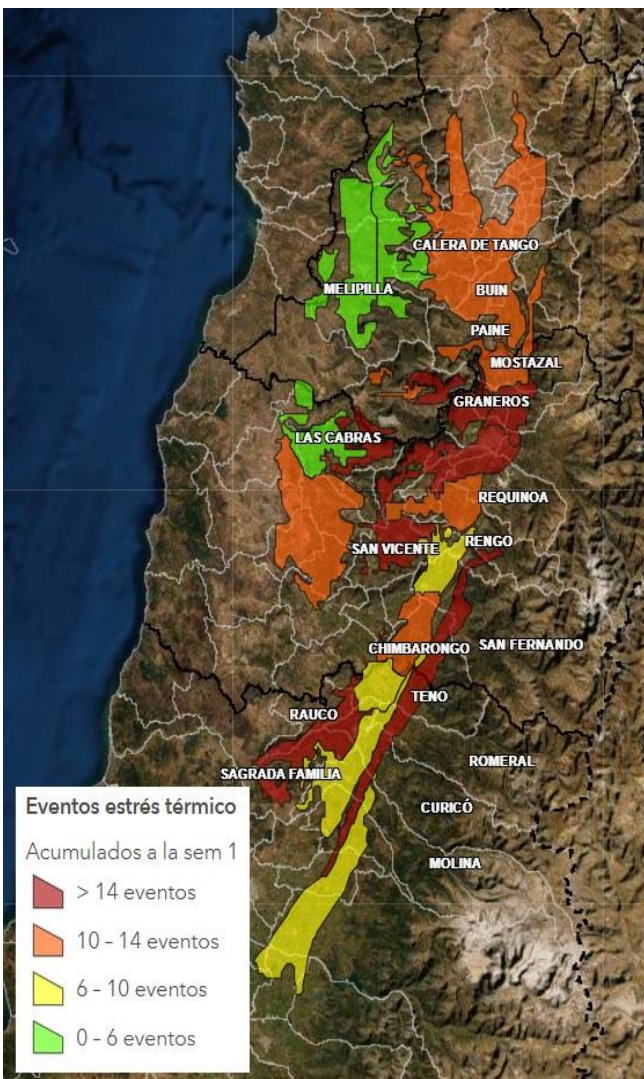 CALERA DE TANGO
MELIPILLA
BUIN
PAINE
MOSTAZAL
GRANEROS
LAS CABRAS
REQUINOA
RENGO
SAN VICENTE
CHIMBARONGO
SAN FERNANDO
TENO
RAUCO
ROMERAL
SAGRADA FAMILIA
CURICÓ
MOLINA
Eventos estrés térmico
Acumulados a la sem 1
> 14 eventos
10 - 14 eventos
6 - 10 eventos
0 - 6 eventos